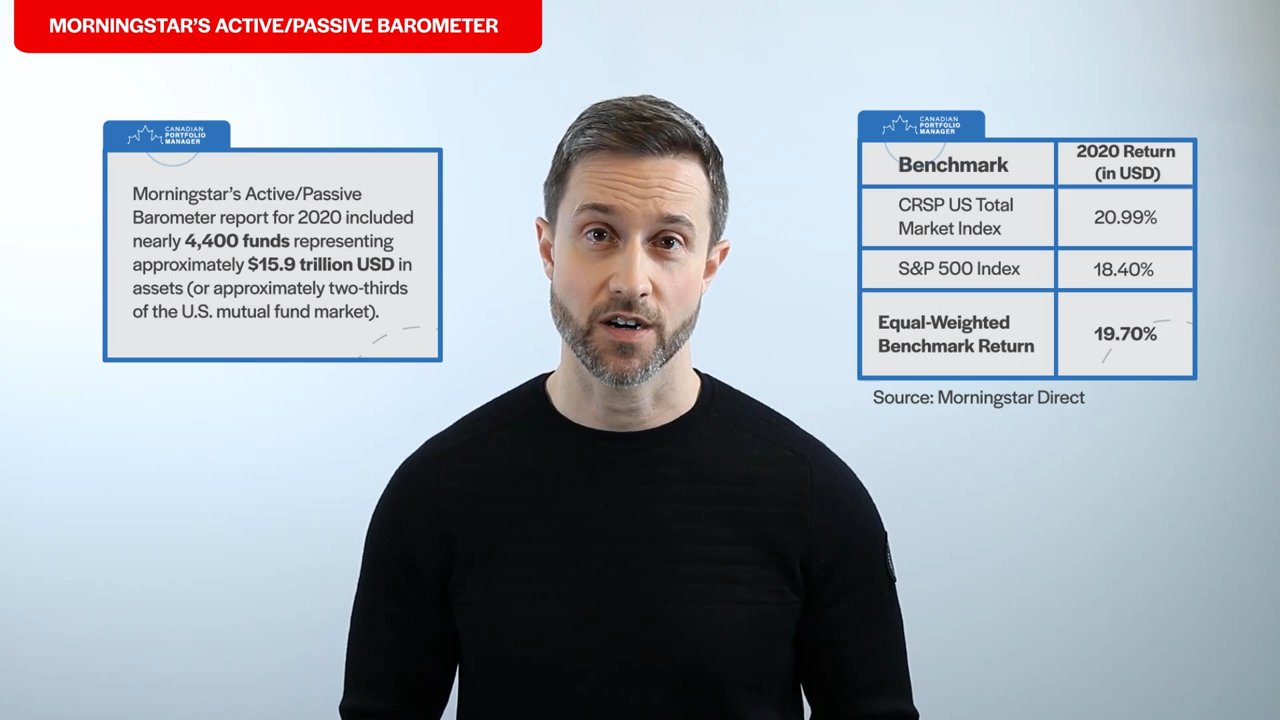 MORNINGSTAR'S ACTIVE/PASSIVE BAROMETER
CANADIAN
PORTFOLIO
MANAGER
Morningstar's Active/Passive
Barometer report for 2020 included
nearly 4,400 funds representing
approximately $15.9 trillion USD in
assets (or approximately two-thirds
of the U.S. mutual fund market).
CANADIAN
PORTFOLIO
MANAGER
Benchmark
2020 Return
(in USD)
CRSP US Total
Market Index
20.99%
S&P 500 Index
18.40%
Equal-Weighted
Benchmark Return
19.70%
Source: Morningstar Direct